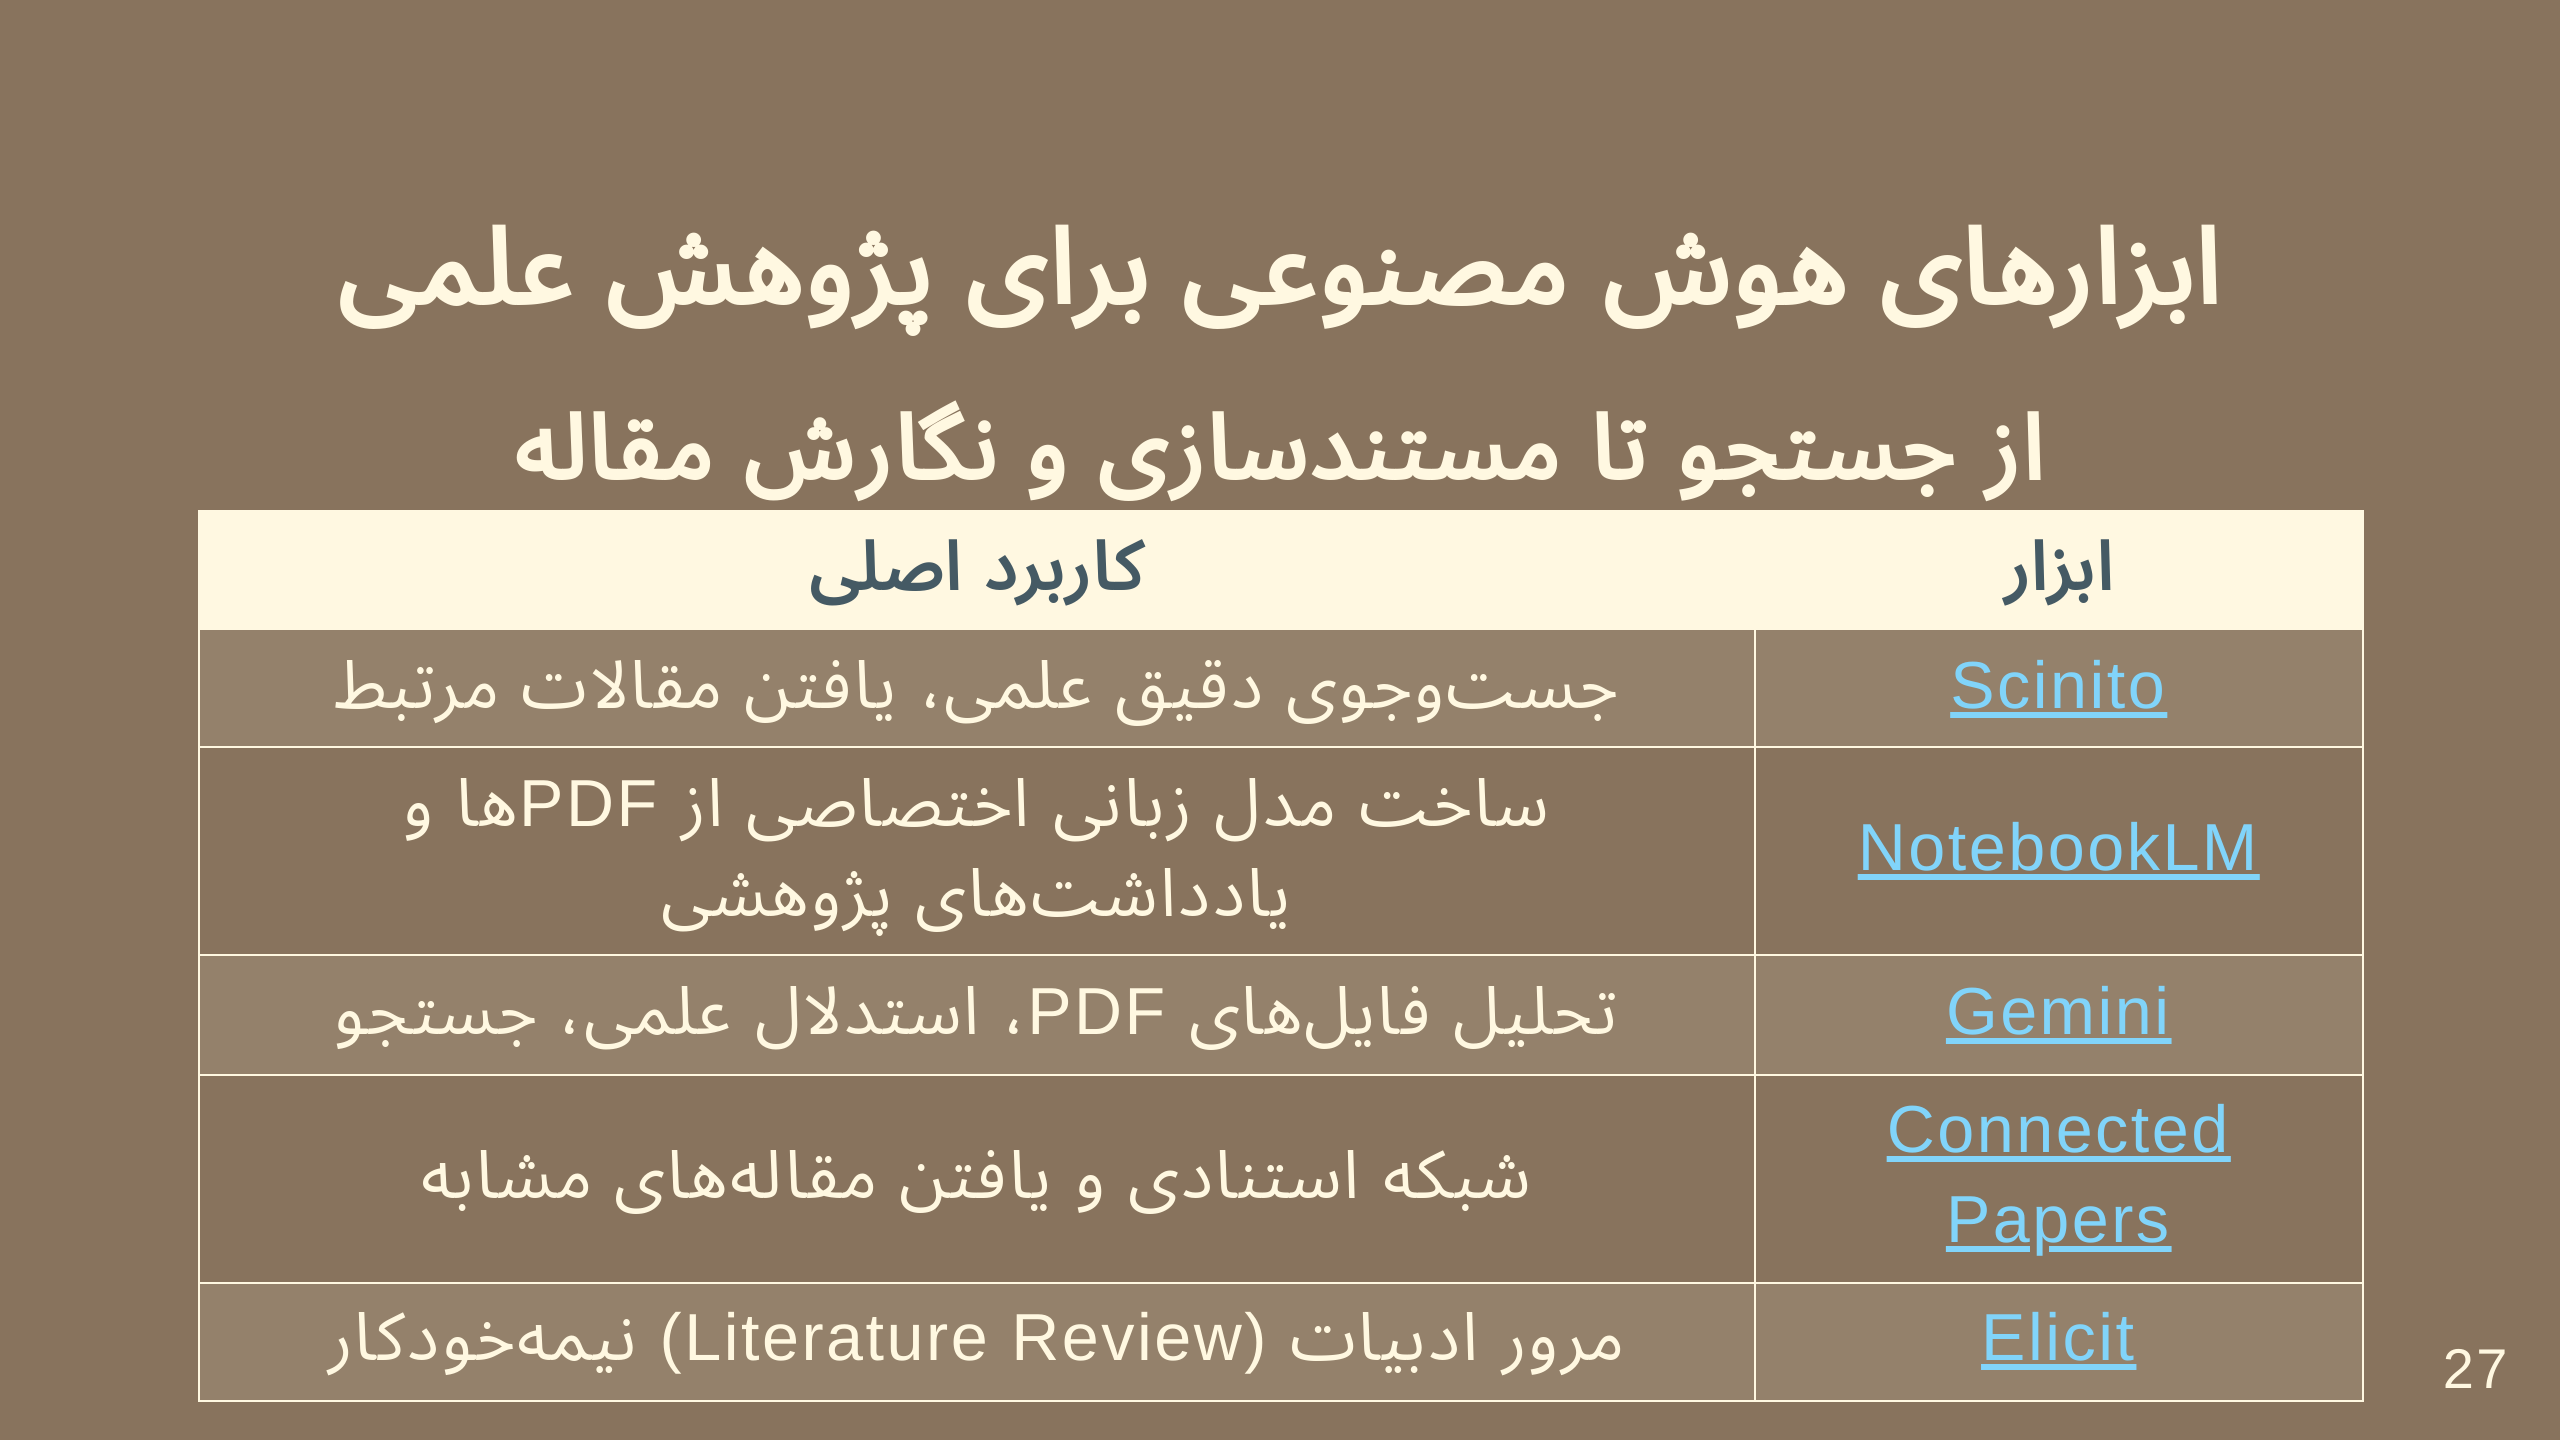 ابزارهای هوش مصنوعی برای پژوهش علمی
از جستجو تا مستندسازی و نگارش مقاله
ابزار
کاربرد اصلی
Scinito
جست‌وجوی دقیق علمی، یافتن مقالات مرتبط
NotebookLM
ساخت مدل زبانی اختصاصی از PDFها و
یادداشت‌های پژوهشی
Gemini
تحلیل فایل‌های PDF، استدلال علمی، جستجو
Connected
Papers
شبکه استنادی و یافتن مقاله‌های مشابه
Elicit
مرور ادبیات (Literature Review) نیمه‌خودکار
27